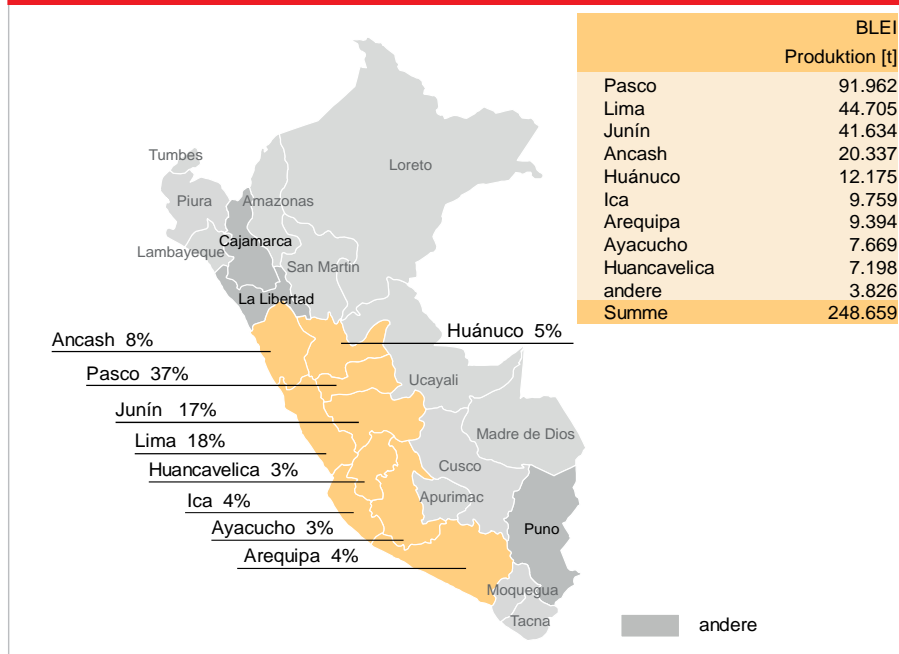 BLEI
Produktion [t]
Pasco 91.962
Lima 44.705
Junín 41.634
Ancash 20.337
Huánuco 12.175
Ica 9.759
Arequipa 9.394
Ayacucho 7.669
Huancavelica 7.198
andere 3.826
Summe 248.659
Tumbes
Loreto
Piura
Amazonas
Cajamarca
Lambayeque
San Martin
La Libertad
Huánuco 5%
Ancash 8%
Pasco 37%
Ucayali
Junín 17%
Madre de Dios
Lima 18%
Cusco
Huancavelica 3%
Apurimac
Ica 4%
Ayacucho 3%
Puno
Arequipa 4%
Moquegua
Tacna
andere